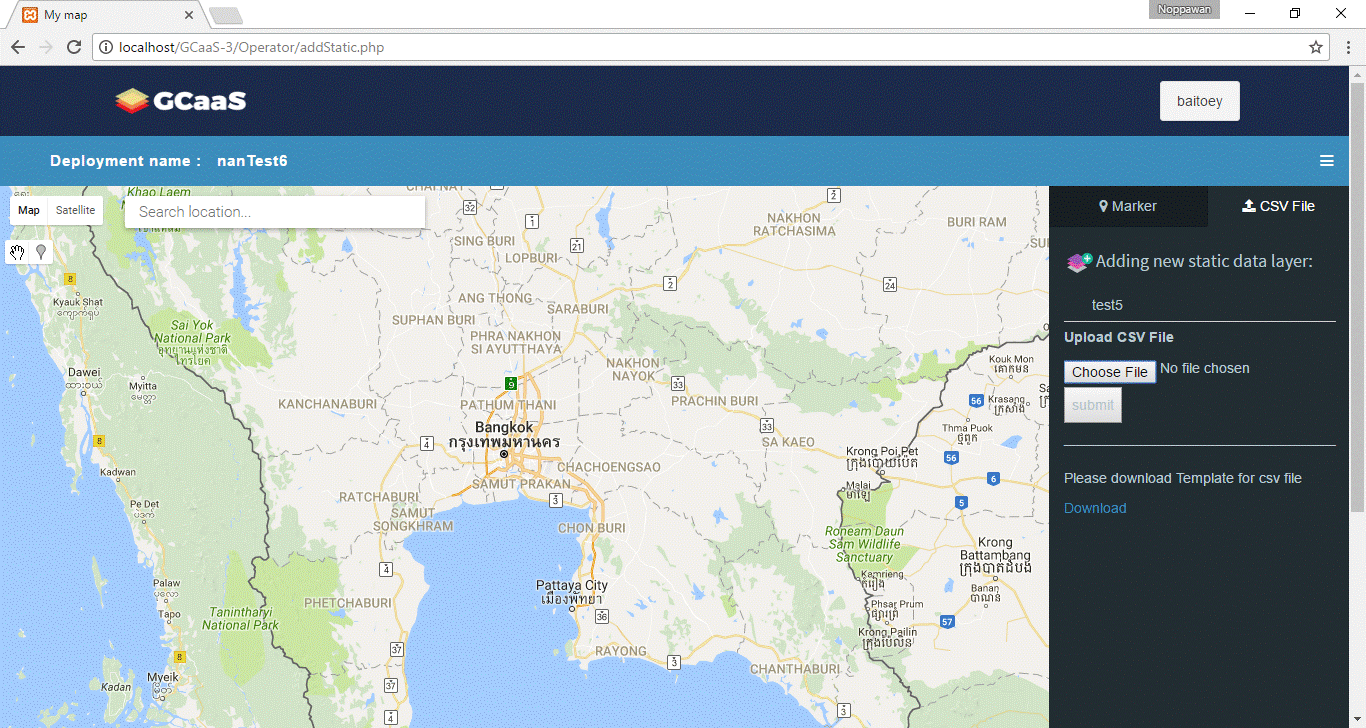 My map
Noppawan
localhost/GCaaS-3/Operator/addStatic.php
GCaaS
baitoey
Deployment name : nanTest6
Map
Satellite
Search location...
Marker
CSV File
Adding new static data layer:
test5
Upload CSV File
Choose File
No file chosen
submit
Please download Template for csv file
Download
Khao Laem
32
1
2
NAKHON
RATCHASIMA
BURI RAM
SING BURI
21
LOPBURI
8
Kyauk Shat
ANG THONG
SARABURI
2
24
SUPHAN BURI
Sai Yok
National Park
อุทยานแห่งชาติ
ไทรโยค
PHRA NAKHON
SI AYUTTHAYA
NAKHON
NAYOK
Kouk Mon
Dawei
Myitta
9
33
PRACHIN BURI
KANCHANABURI
PATHUM THANI
56
Krasang
8
Bangkok
กรุงเทพมหานคร
4
33
SA KAEO
Thma Puok
Krong Poi Pet
56
Kadwan
CHACHOENGSAO
6
SAMUT PRAKAN
Malai
RATCHABURI
3
5
Pe Det
SAMUT
SONGKHRAM
CHON BURI
Roneam Daun
Sam Wildlife
Sanctuary
Krong
Battambang
4
Kamrieng
Palaw
Pattaya City
เมืองพัทยา
Banan
Tapo
PHETCHABURI
36
Phsar Prum
Tanintharyi
National Park
57
Krong Pailin
37
RAYONG
3
8
CHANTHABURI
Myeik
Kadan
37
4
3